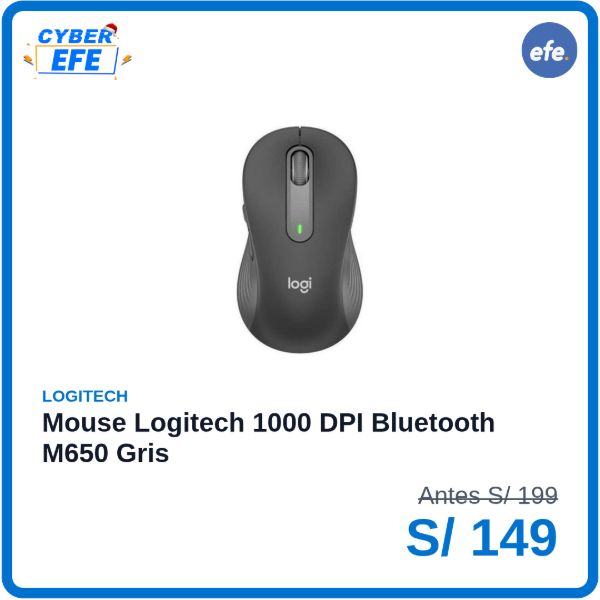 CYBER
EFE
efe.
logi
LOGITECH
Mouse Logitech 1000 DPI Bluetooth
M650 Gris
Antes S/ 199
S/ 149